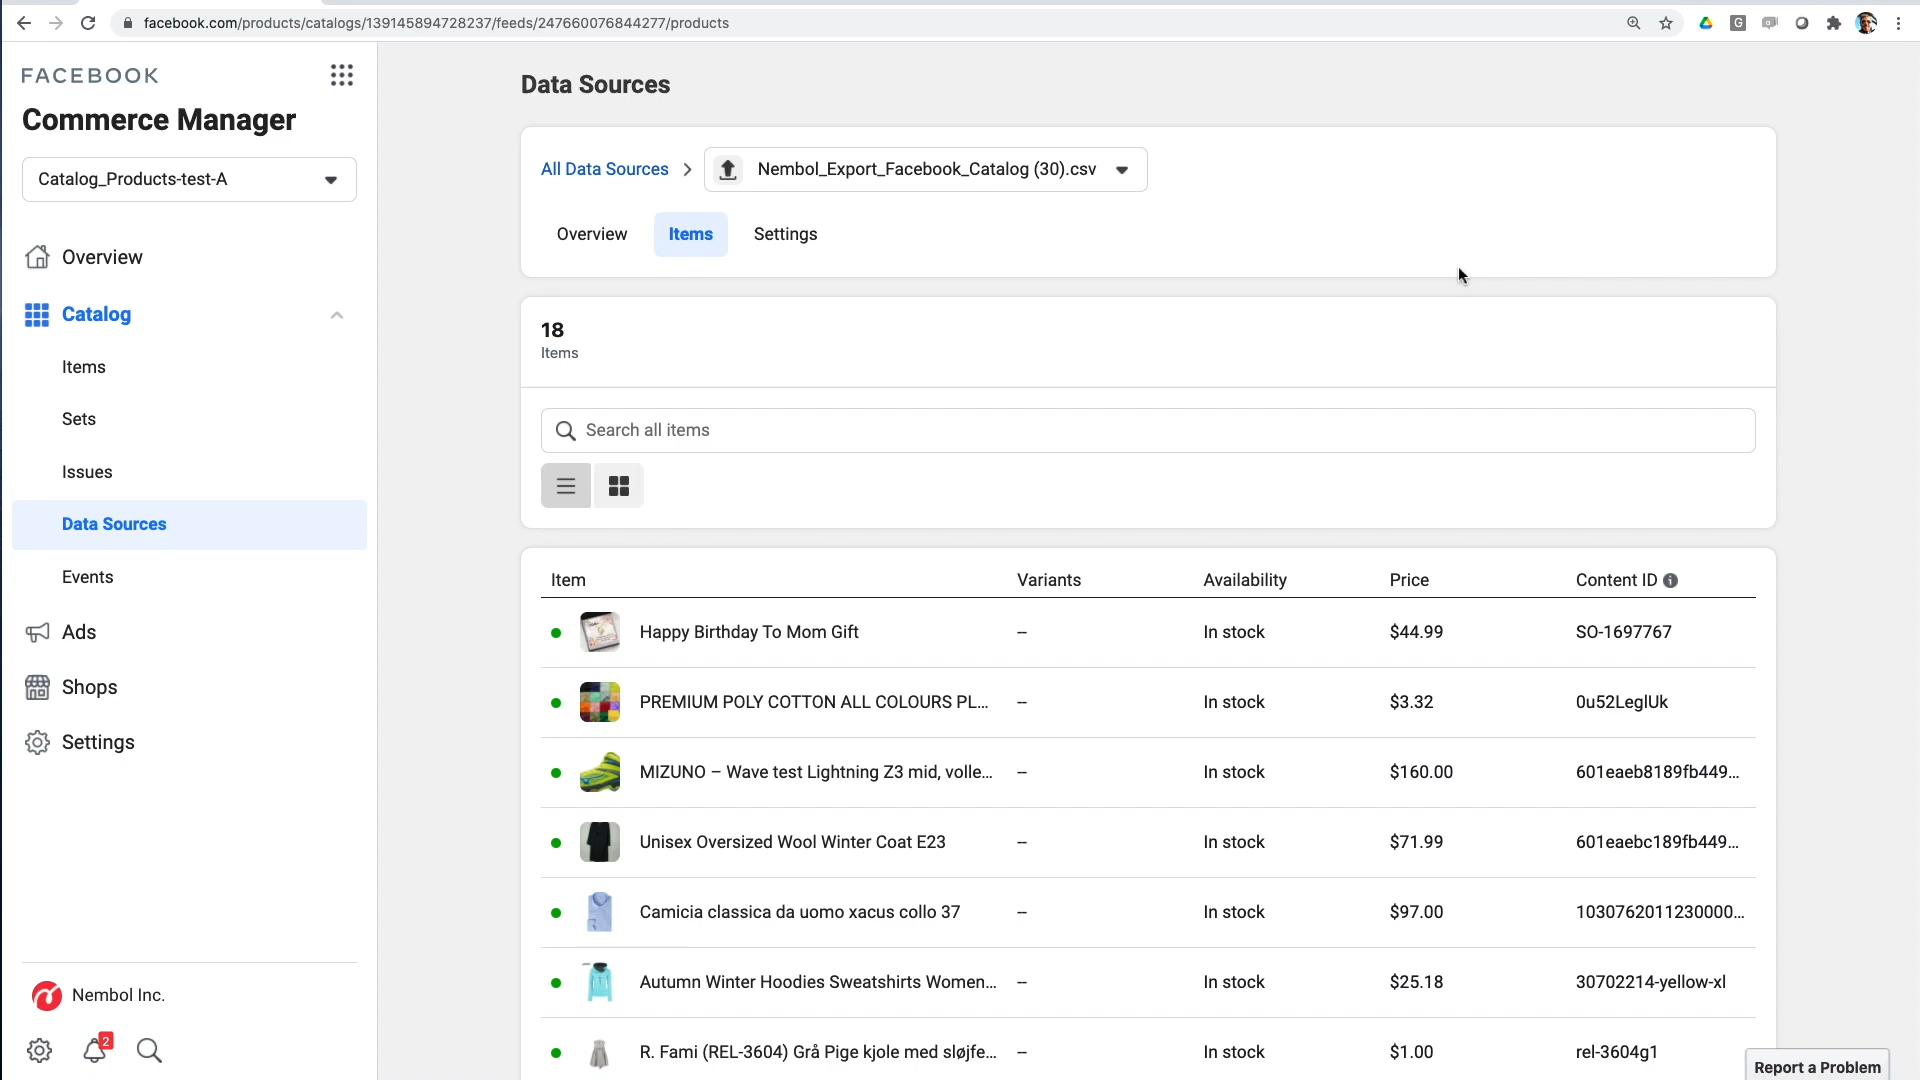 facebook.com/products/catalogs/139145894728237/feeds/247660076844277/products
FACEBOOK
Commerce Manager
Catalog_Products-test-A
Overview
Catalog
Items
Sets
Issues
Data Sources
Events
Ads
Shops
Settings
Nembol Inc.
2
Data Sources
All Data Sources
Nembol_Export_Facebook_Catalog (30).csv
Overview Items Settings
18
Items
Search all items
Item Variants Availability Price Content ID
Happy Birthday To Mom Gift -- In stock $44.99 SO-1697767
PREMIUM POLY COTTON ALL COLOURS PL... -- In stock $3.32 0u52LegIUk
MIZUNO – Wave test Lightning Z3 mid, volle... -- In stock $160.00 601eaeb8189fb449...
Unisex Oversized Wool Winter Coat E23 -- In stock $71.99 601eaebc189fb449...
Camicia classica da uomo xacus collo 37 -- In stock $97.00 1030762011230000...
Autumn Winter Hoodies Sweatshirts Women... -- In stock $25.18 30702214-yellow-xl
R. Fami (REL-3604) Grå Pige kjole med sløjfe... -- In stock $1.00 rel-3604g1
Report a Problem